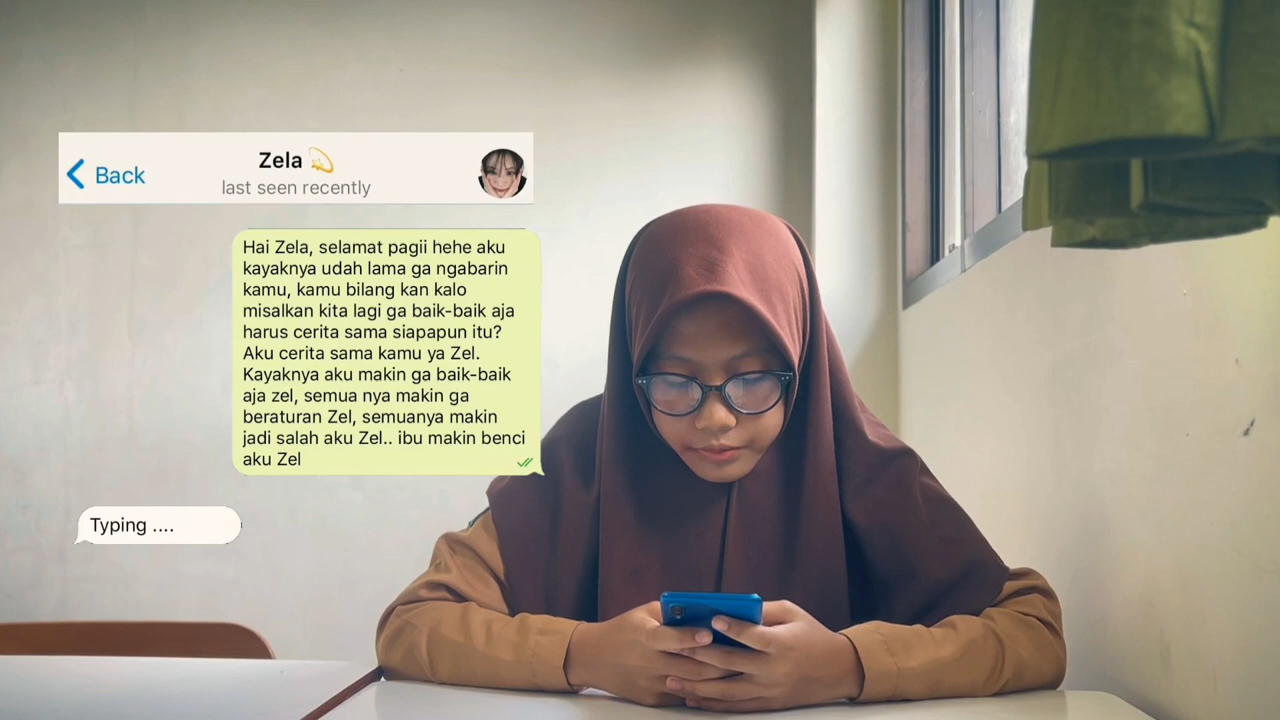 Back
Zela
last seen recently
Hai Zela, selamat pagii hehe aku
kayaknya udah lama ga ngabarin
kamu, kamu bilang kan kalo
misalkan kita lagi ga baik-baik aja
harus cerita sama siapapun itu?
Aku cerita sama kamu ya Zel.
Kayaknya aku makin ga baik-baik
aja zel, semua nya makin ga
beraturan Zel, semuanya makin
jadi salah aku Zel.. ibu makin benci
aku Zel
Typing ....